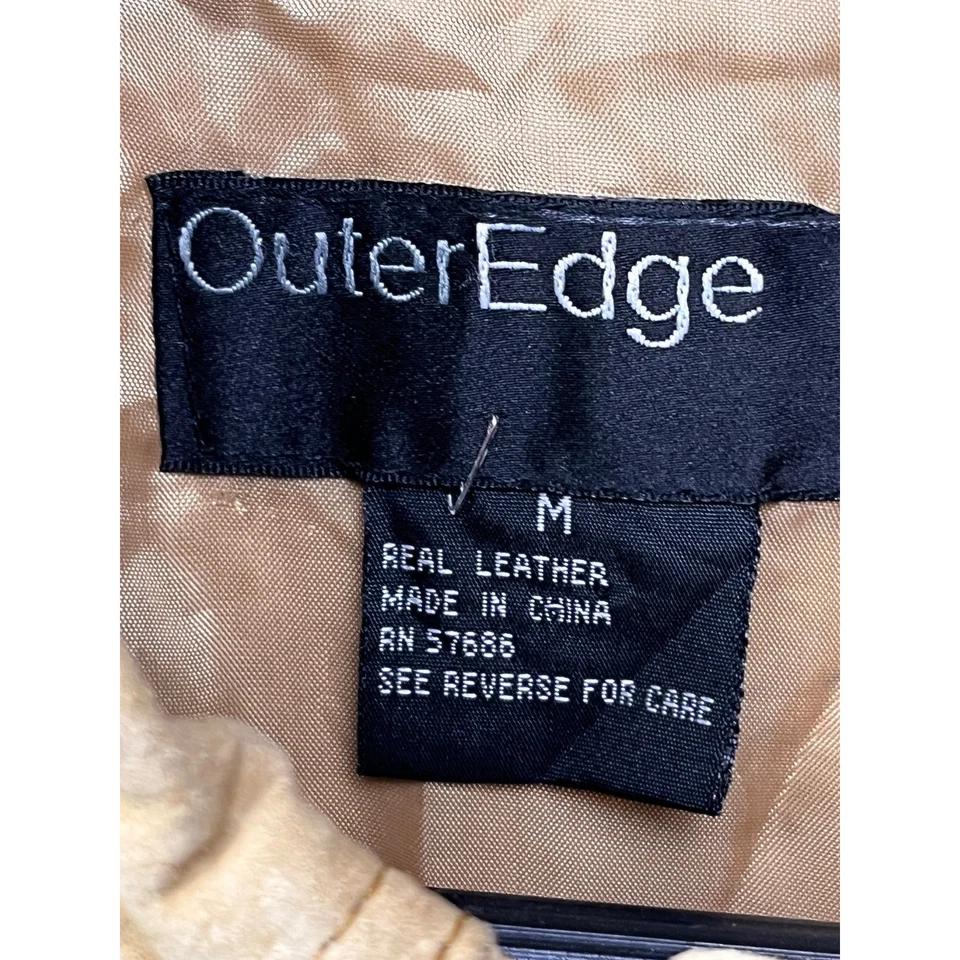 OuterEdge
M
REAL LEATHER
MADE IN CHINA
RN 57686
SEE REVERSE FOR CARE